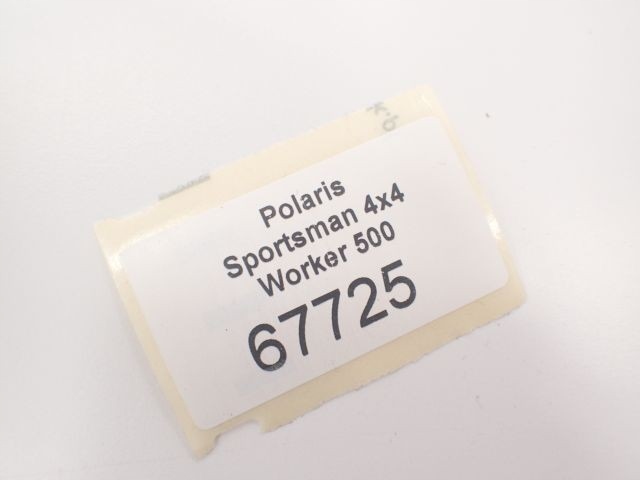 Polaris
Sportsman 4x4
Worker 500
67725